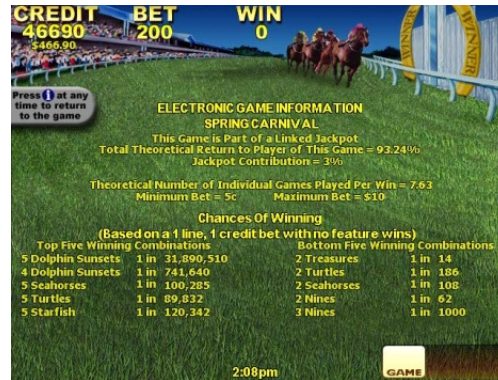 CREDIT BET WIN
46690 200 0
$466.90
WINNER WINNER
Press i at any
time to return
to the game
ELECTRONIC GAME INFORMATION
SPRING CARNIVAL
This Game is Part of a Linked Jackpot
Total Theoretical Return to Player of This Game = 93.24%
Jackpot Contribution = 3%
Theoretical Number of Individual Games Played Per Win = 7.63
Minimum Bet = 5c Maximum Bet = $10
Chances Of Winning
(Based on a 1 line, 1 credit bet with no feature wins)
Top Five Winning Combinations Bottom Five Winning Combinations
5 Dolphin Sunsets 1 in 31,890,510 2 Treasures 1 in 14
4 Dolphin Sunsets 1 in 741,640 2 Turtles 1 in 186
5 Seahorses 1 in 100,285 2 Seahorses 1 in 108
5 Turtles 1 in 89,832 2 Nines 1 in 62
5 Starfish 1 in 120,342 3 Nines 1 in 1000
2:08pm
GAME